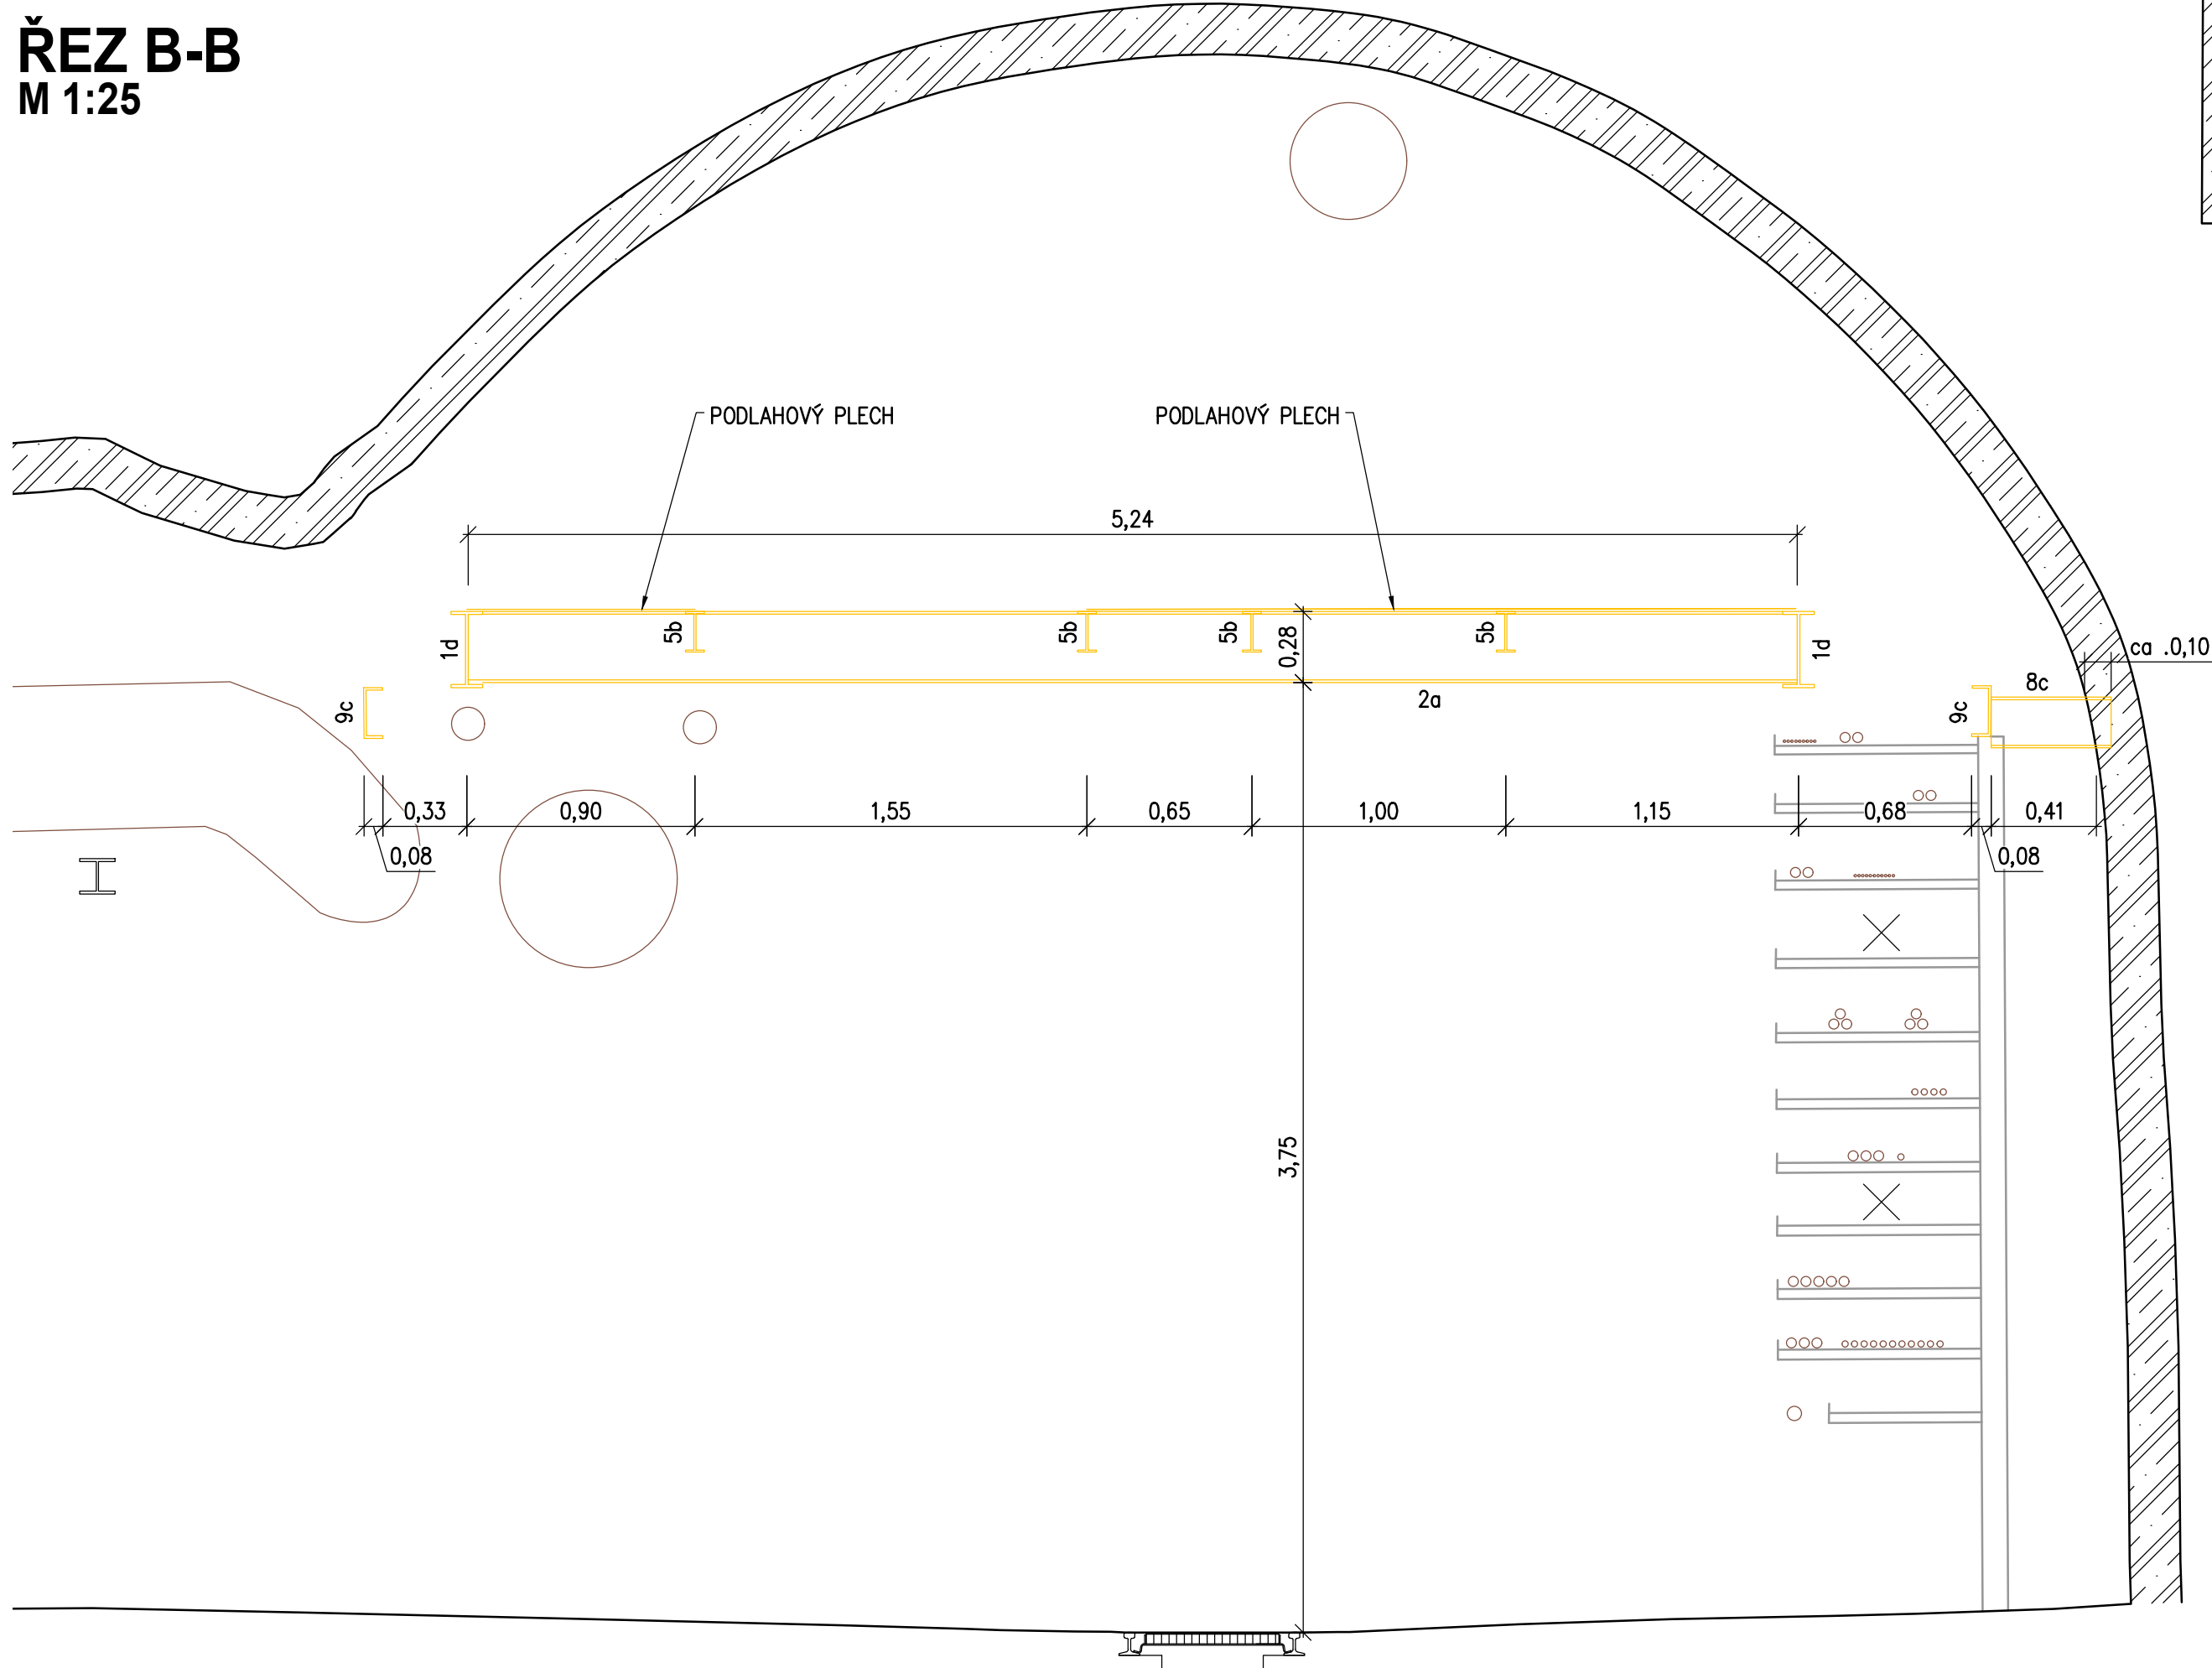 ŘEZ B-B
M 1:25
PODLAHOVÝ PLECH
PODLAHOVÝ PLECH
5,24
1d
5b
5b
5b
0,28
5b
1d
ca .0,10
9c
2a
9c
8c
0,33
0,90
1,55
0,65
1,00
1,15
0,68
0,41
0,08
0,08
3,75